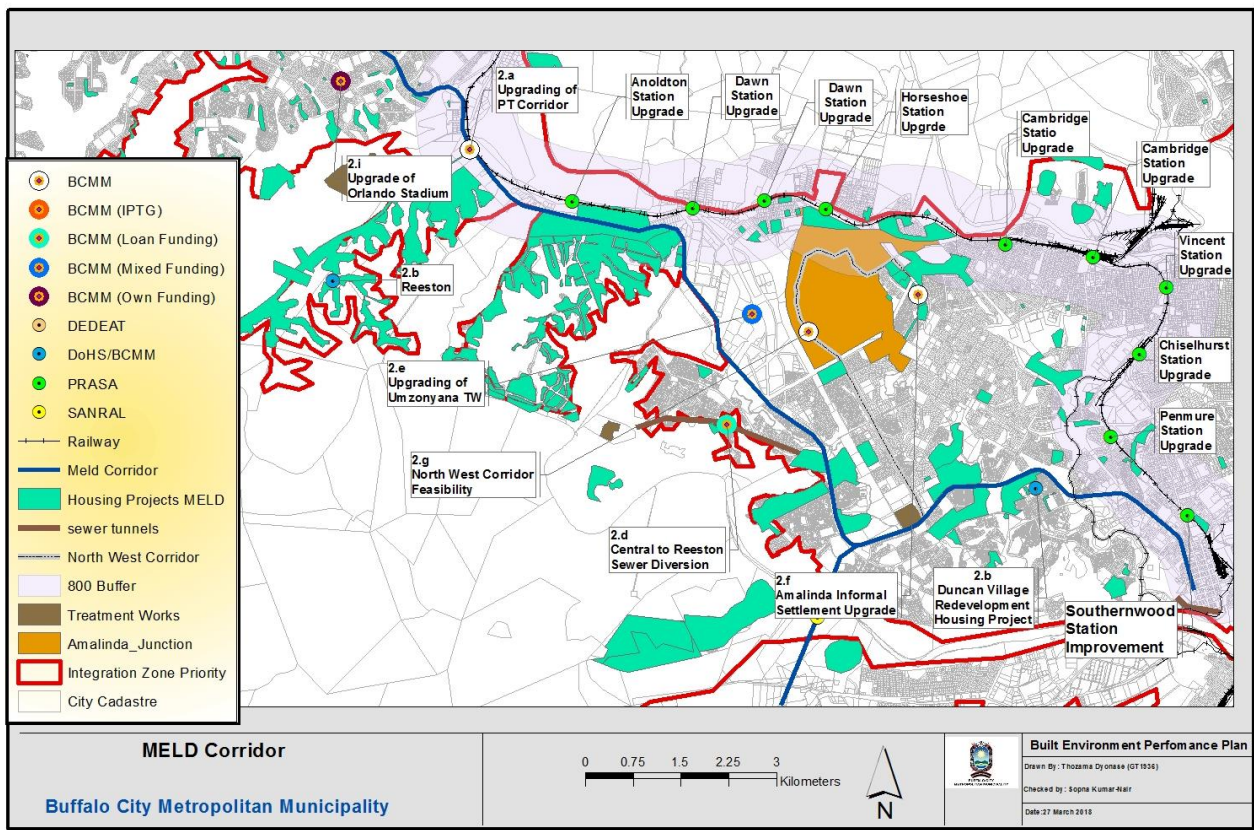 2.a
Upgrading of
PT Corridor
Anoldton
Station
Upgrade
Dawn
Station
Upgrade
Dawn
Station
Upgrade
Horseshoe
Station
Upgrde
Cambridge
Statio
Upgrade
Cambridge
Station
Upgrade
2.i
Upgrade of
Orlando Stadium
Vincent
Station
Upgrade
2.b
Reeston
Chiselhurst
Station
Upgrade
2.e
Upgrading of
Umzonyana TW
Penmure
Station
Upgrade
2.g
North West Corridor
Feasibility
2.d
Central to Reeston
Sewer Diversion
2.f
Amalinda Informal
Settlement Upgrade
2.b
Duncan Village
Redevelopment
Housing Project
Southernwood
Station
Improvement
BCMM
BCMM (IPTG)
BCMM (Loan Funding)
BCMM (Mixed Funding)
BCMM (Own Funding)
DEDEAT
DoHS/BCMM
PRASA
SANRAL
Railway
Meld Corridor
Housing Projects MELD
sewer tunnels
North West Corridor
800 Buffer
Treatment Works
Amalinda_Junction
Integration Zone Priority
City Cadastre
MELD Corridor
Buffalo City Metropolitan Municipality
0 0.75 1.5 2.25 3
Kilometers
N
BUFFALO CITY
METROPOLITAN MUNICIPALITY
Built Environment Perfomance Plan
Drawn By : Thozama Dyonase (GT1936)
Checked by : Sopna Kumar-Nair
Date:27 March 2018